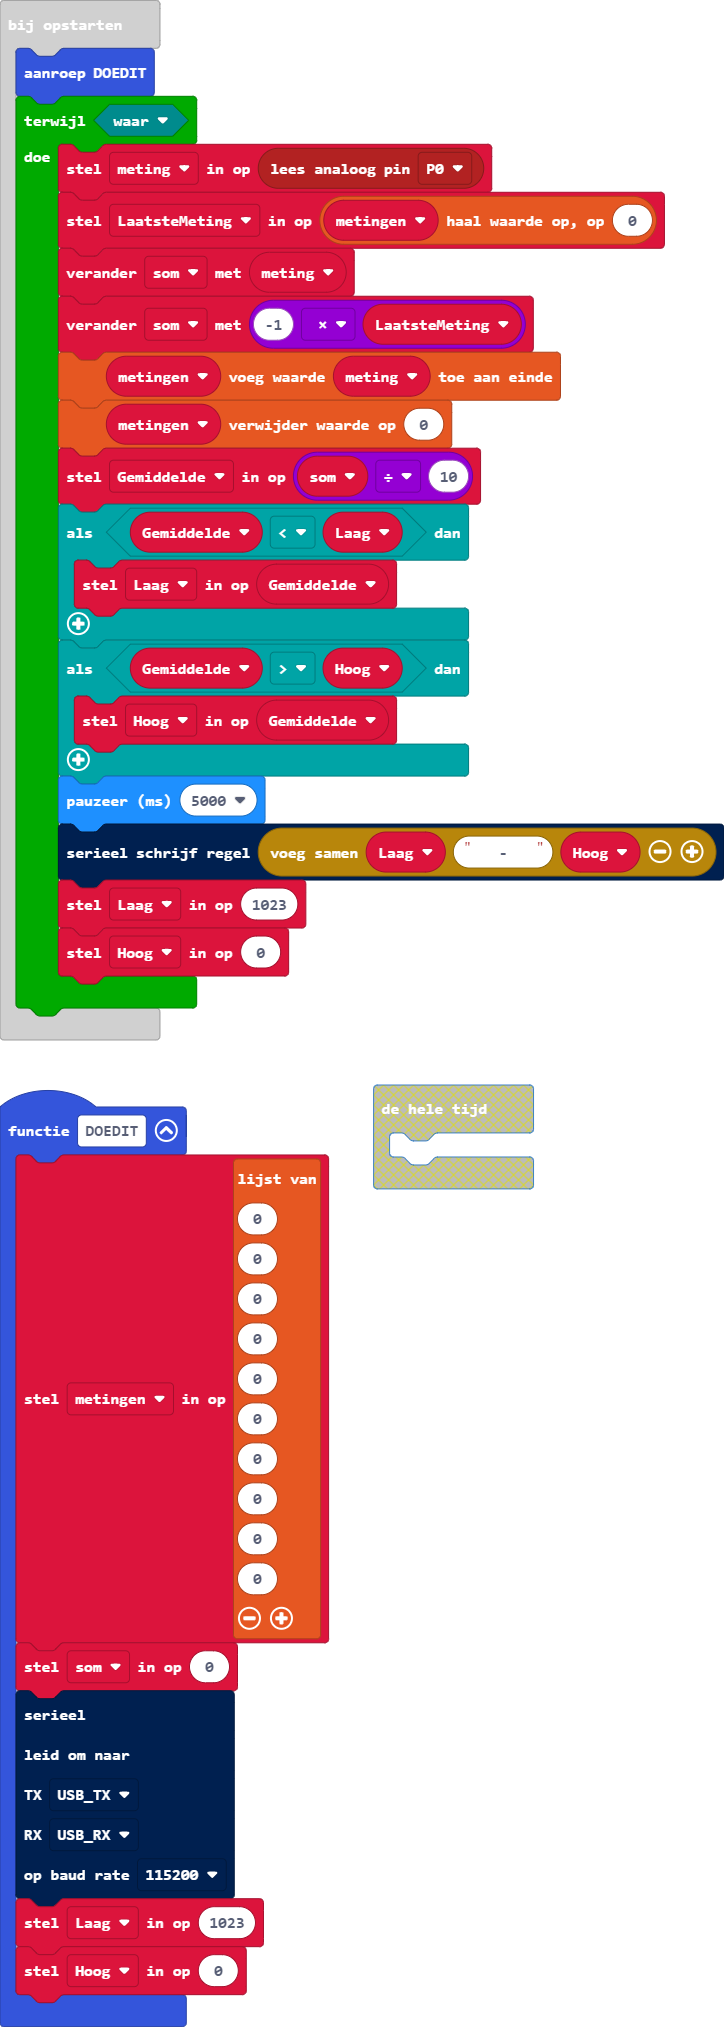 bij opstarten
aanroep DOEDIT
terwijl waar
doe
stel meting in op lees analoog pin P0
stel LaatsteMeting in op metingen haal waarde op, op 0
verander som met meting
verander som met -1 × LaatsteMeting
metingen voeg waarde meting toe aan einde
metingen verwijder waarde op 0
stel Gemiddelde in op som ÷ 10
als Gemiddelde < Laag dan
stel Laag in op Gemiddelde
als Gemiddelde > Hoog dan
stel Hoog in op Gemiddelde
pauzeer (ms) 5000
serieel schrijf regel voeg samen Laag " - " Hoog
stel Laag in op 1023
stel Hoog in op 0
functie DOEDIT
de hele tijd
lijst van
0
0
0
0
0
stel metingen in op
0
0
0
0
0
stel som in op 0
serieel
leid om naar
TX USB_TX
RX USB_RX
op baud rate 115200
stel Laag in op 1023
stel Hoog in op 0